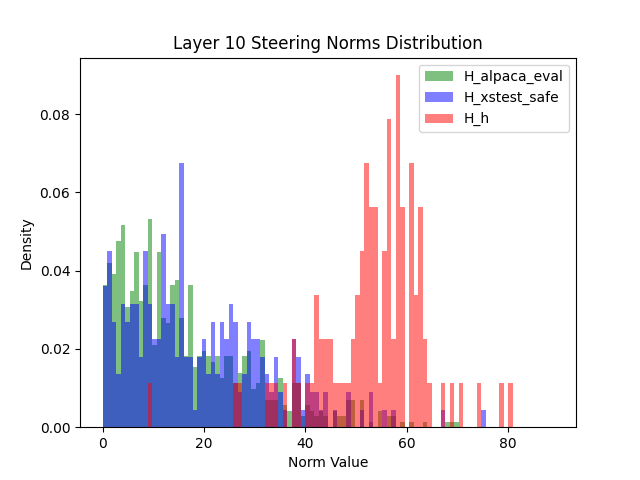 Layer 10 Steering Norms Distribution
H_alpaca_eval
H_xstest_safe
H_h
Density
0.08
0.06
0.04
0.02
0.00
0
20
40
60
80
Norm Value